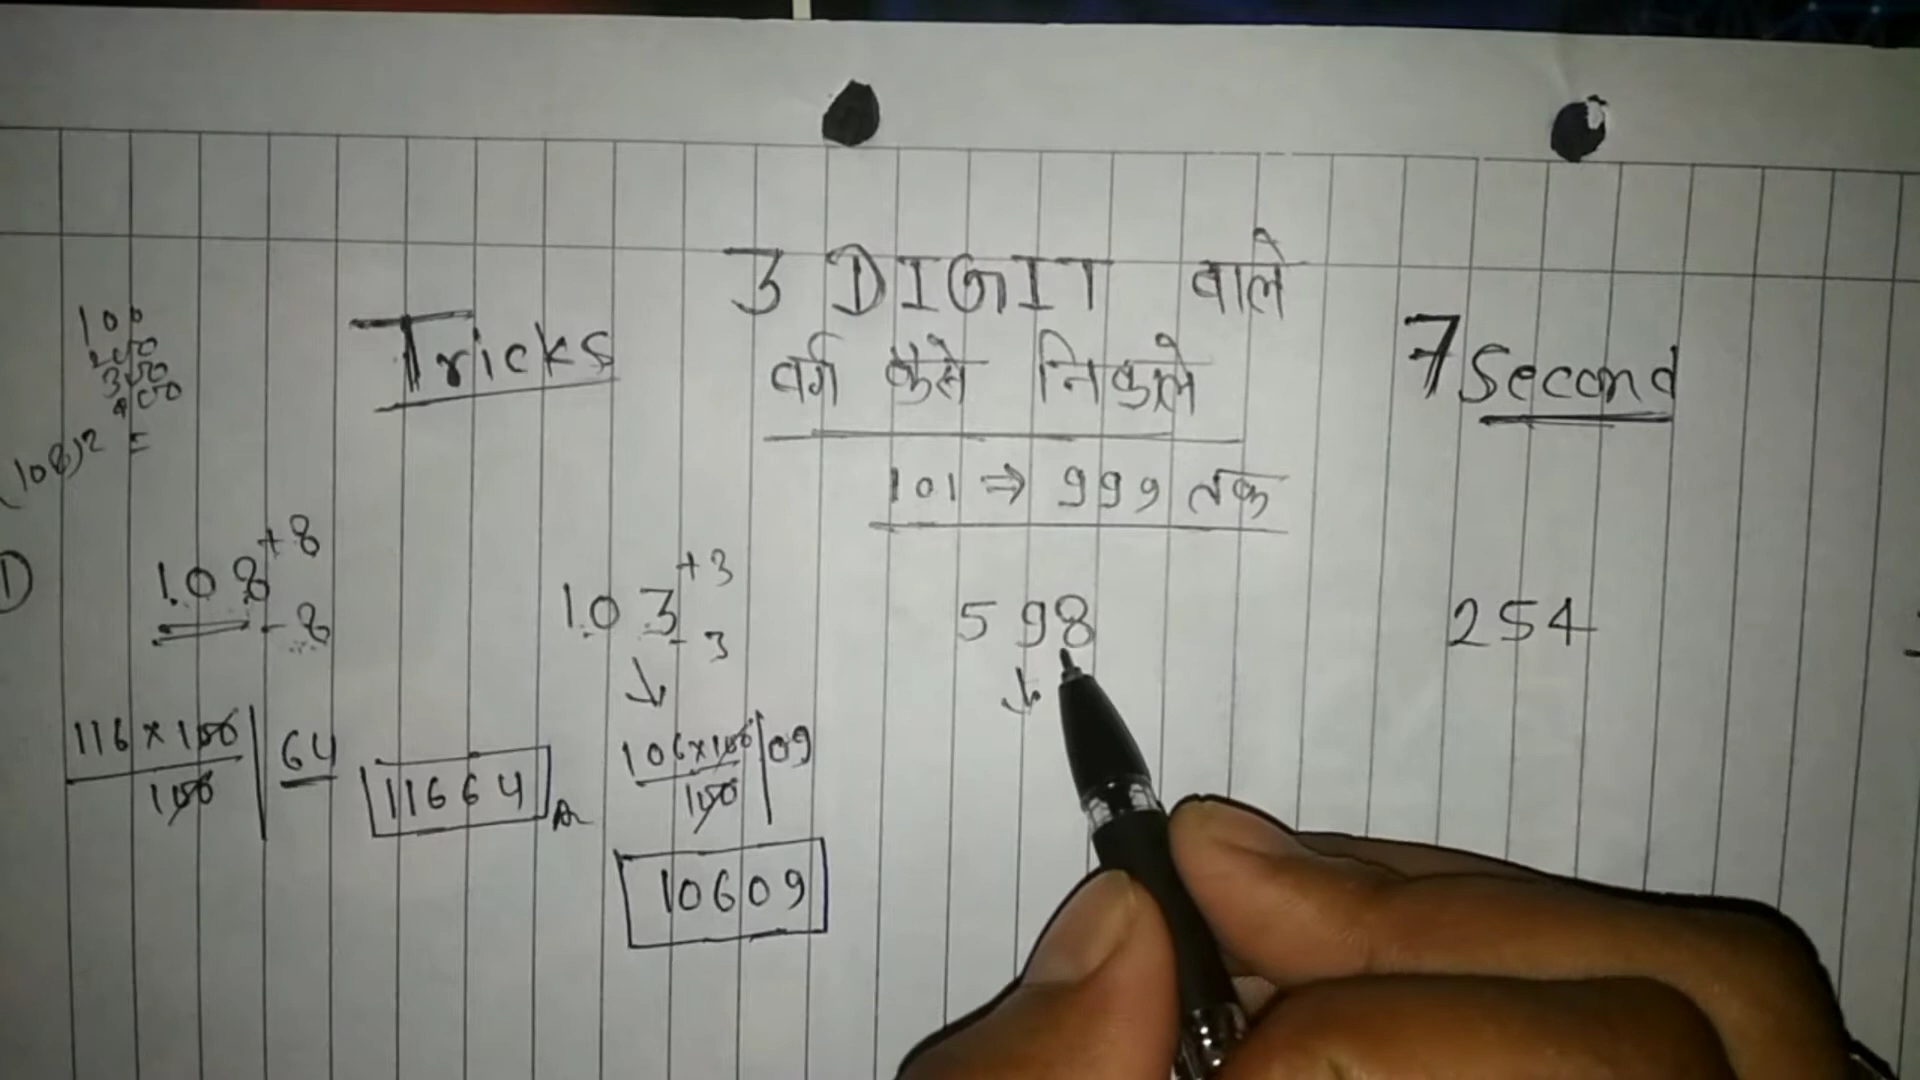 3 DIGIT वाले
वर्ग कैसे निकाले
Tricks
7 Second
101 ⇒ 999 तक
100
200
300
400
(108)² =
1)
108 +8
-8
116 × 100 / 100 | 64
11664
103 +3
-3
↓
106 × 100 / 100 | 09
10609
598
↓
254